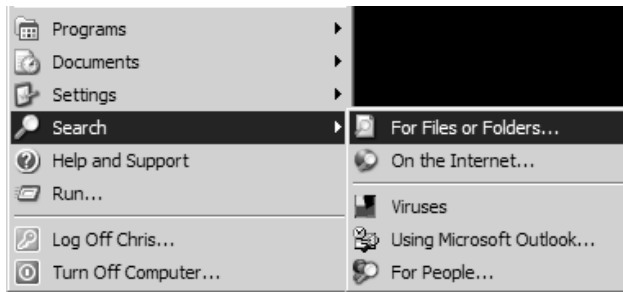 Programs
Documents
Settings
Search
Help and Support
Run...
Log Off Chris...
Turn Off Computer...
For Files or Folders...
On the Internet...
Viruses
Using Microsoft Outlook...
For People...